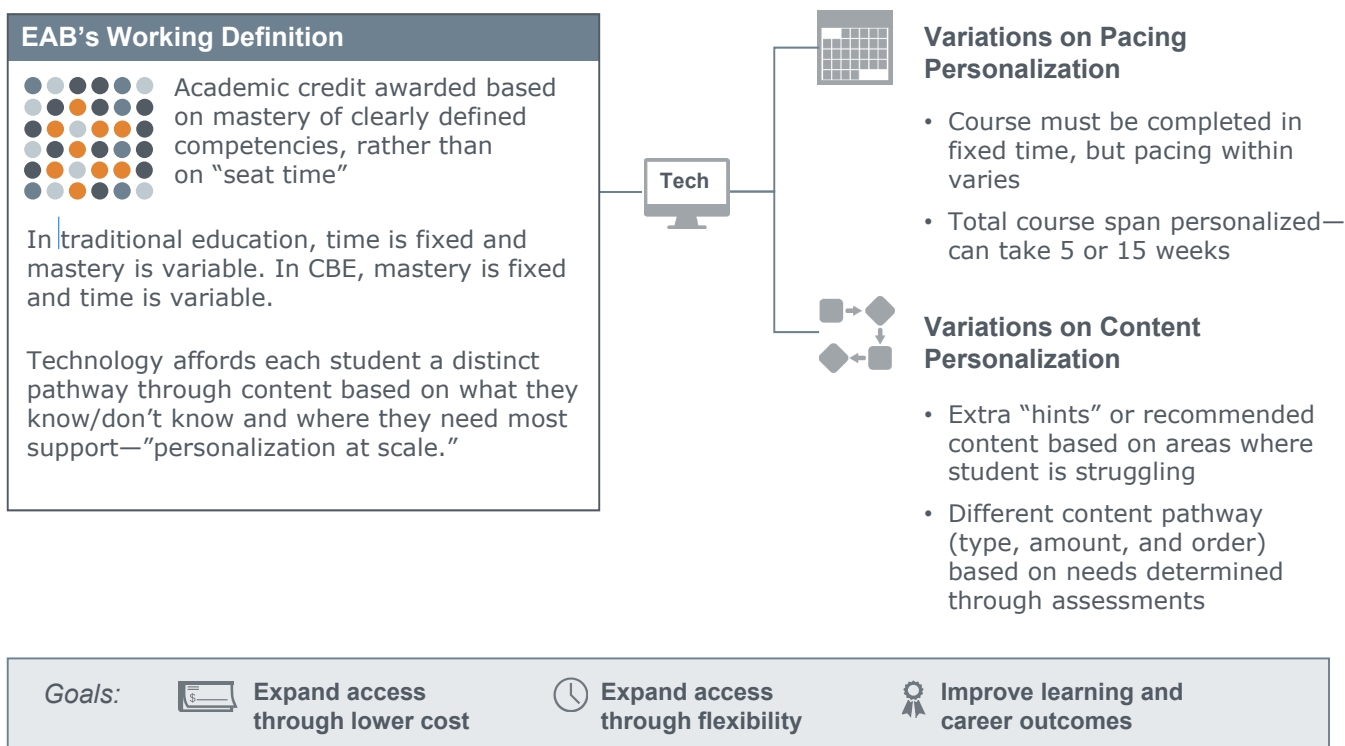 EAB's Working Definition
Academic credit awarded based
on mastery of clearly defined
competencies, rather than
on “seat time”
In traditional education, time is fixed and
mastery is variable. In CBE, mastery is fixed
and time is variable.
Technology affords each student a distinct
pathway through content based on what they
know/don’t know and where they need most
support—”personalization at scale.”
Tech
Variations on Pacing
Personalization
• Course must be completed in
fixed time, but pacing within
varies
• Total course span personalized—
can take 5 or 15 weeks
Variations on Content
Personalization
• Extra “hints” or recommended
content based on areas where
student is struggling
• Different content pathway
(type, amount, and order)
based on needs determined
through assessments
Goals:
$
Expand access
through lower cost
Expand access
through flexibility
Improve learning and
career outcomes